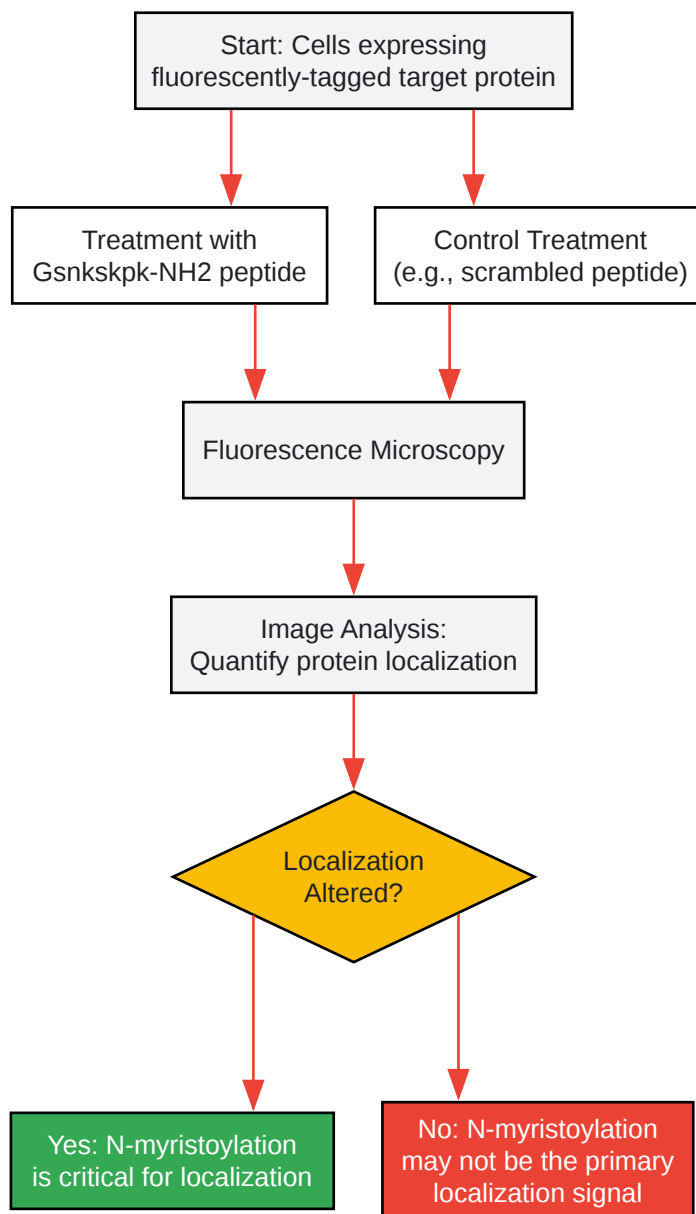 Start: Cells expressing
fluorescently-tagged target protein
Treatment with
Gsnkskpk-NH2 peptide
Control Treatment
(e.g., scrambled peptide)
Fluorescence Microscopy
Image Analysis:
Quantify protein localization
Localization
Altered?
Yes: N-myristoylation
is critical for localization
No: N-myristoylation
may not be the primary
localization signal